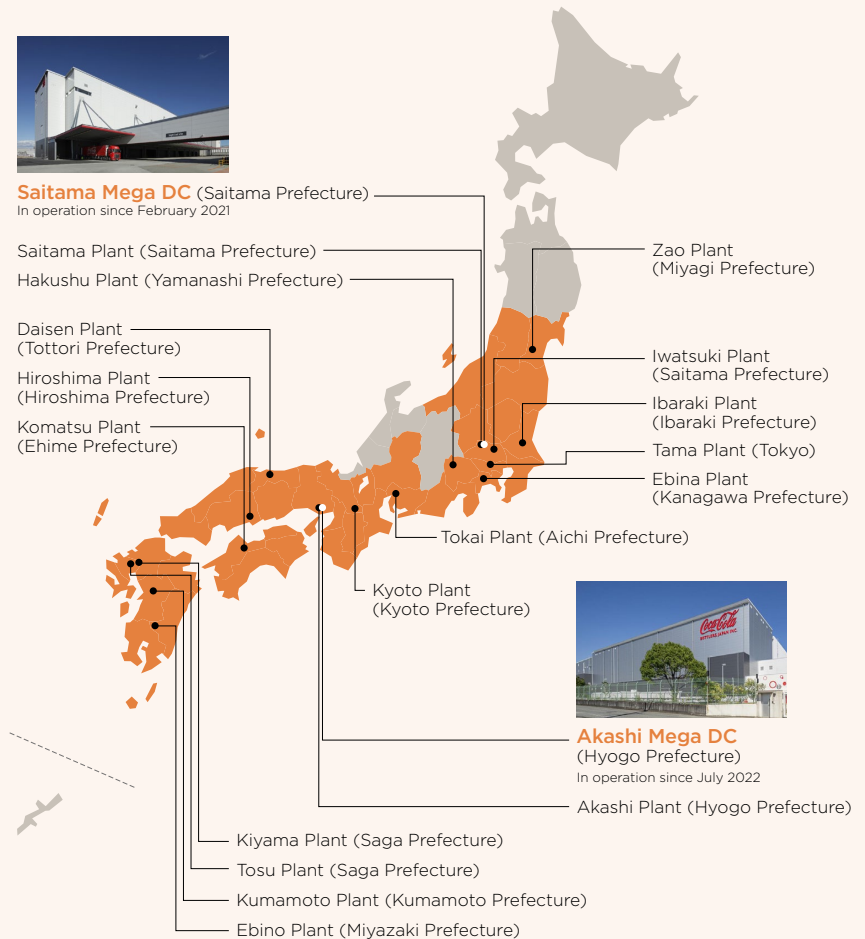 Saitama Mega DC (Saitama Prefecture)
In operation since February 2021
Saitama Plant (Saitama Prefecture)
Hakushu Plant (Yamanashi Prefecture)
Daisen Plant
(Tottori Prefecture)
Hiroshima Plant
(Hiroshima Prefecture)
Komatsu Plant
(Ehime Prefecture)
Zao Plant
(Miyagi Prefecture)
Iwatsuki Plant
(Saitama Prefecture)
Ibaraki Plant
(Ibaraki Prefecture)
Tama Plant (Tokyo)
Ebina Plant
(Kanagawa Prefecture)
Tokai Plant (Aichi Prefecture)
Kyoto Plant
(Kyoto Prefecture)
Coca-Cola
BOTTLERS JAPAN INC.
Akashi Mega DC
(Hyogo Prefecture)
In operation since July 2022
Akashi Plant (Hyogo Prefecture)
Kiyama Plant (Saga Prefecture)
Tosu Plant (Saga Prefecture)
Kumamoto Plant (Kumamoto Prefecture)
Ebino Plant (Miyazaki Prefecture)